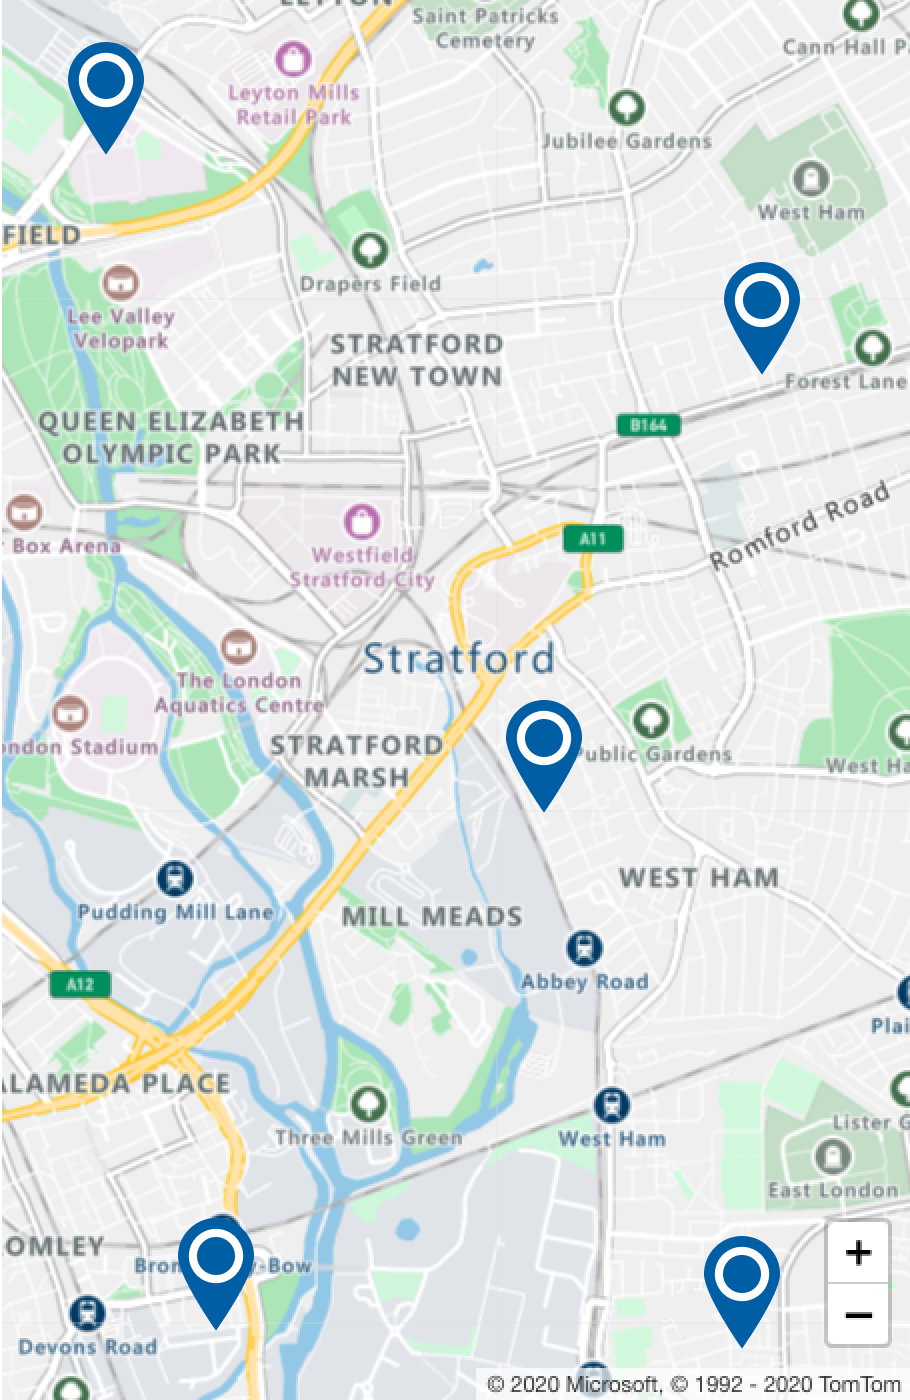 LEYTON
Saint Patricks
Cemetery
Cann Hall P
Leyton Mills
Retail Park
Jubilee Gardens
West Ham
FIELD
Drapers Field
Lee Valley
Velopark
STRATFORD
NEW TOWN
Forest Lane
QUEEN ELIZABETH
OLYMPIC PARK
B164
Romford Road
Box Arena
A11
Westfield
Stratford City
Stratford
The London
Aquatics Centre
ondon Stadium
STRATFORD
MARSH
Public Gardens
West Ha
WEST HAM
Pudding Mill Lane
MILL MEADS
Abbey Road
A12
Plai
ALAMEDA PLACE
Three Mills Green
West Ham
Lister G
East London
OMLEY
Bro
-Bow
+
−
Devons Road
© 2020 Microsoft, © 1992 - 2020 TomTom